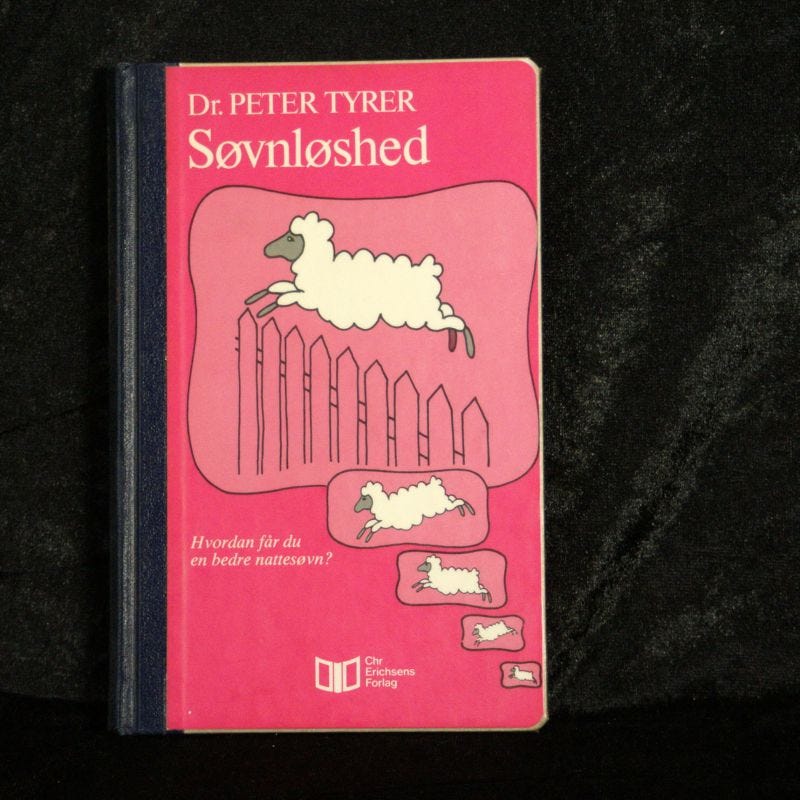 Dr. PETER TYRER
Søvnløshed
Hvordan får du
en bedre nattesøvn?
Chr
Erichsens
Forlag